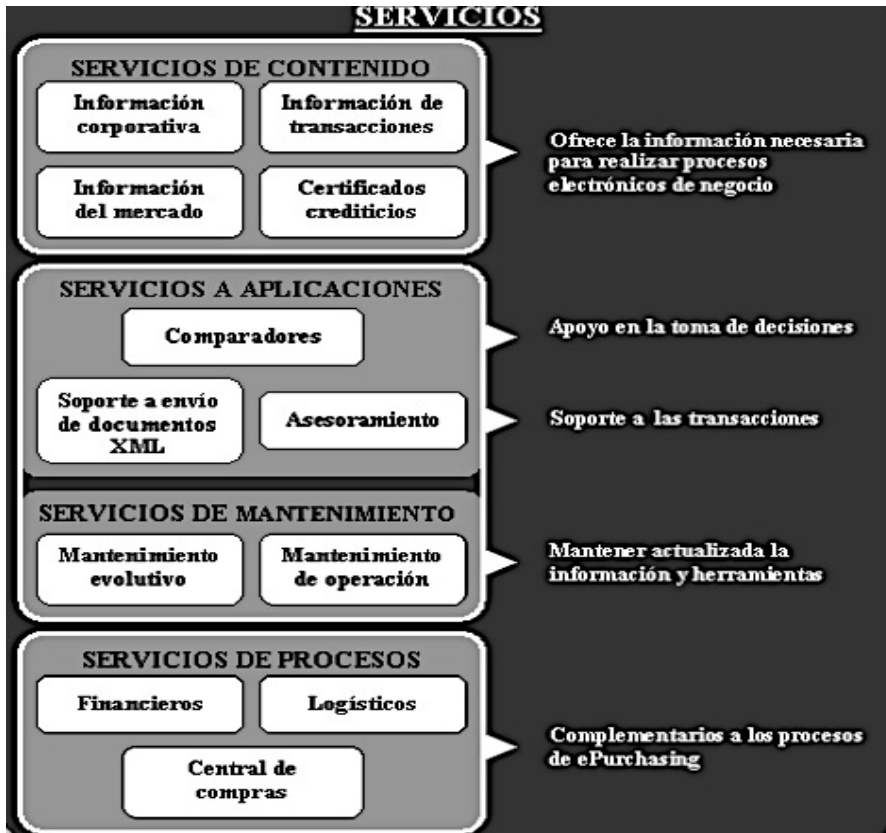 SERVICIOS
SERVICIOS DE CONTENIDO
Información
corporativa
Información de
transacciones
Información
del mercado
Certificados
crediticios
Ofrece la información necesaria
para realizar procesos
electrónicos de negocio
SERVICIOS A APLICACIONES
Comparadores
Apoyo en la toma de decisiones
Soporte a envío
de documentos
XML
Asesoramiento
Soporte a las transacciones
SERVICIOS DE MANTENIMIENTO
Mantenimiento
evolutivo
Mantenimiento
de operación
Mantener actualizada la
información y herramientas
SERVICIOS DE PROCESOS
Financieros
Logísticos
Central de
compras
Complementarios a los procesos
de ePurchasing